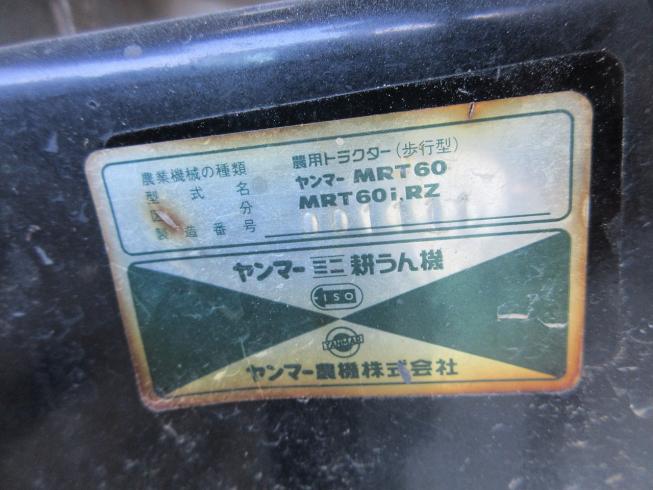 農業機械の種類 農用トラクター(歩行型)
型式名 ヤンマー MRT60
区分 MRT60i,RZ
製造番号
ヤンマーミニ耕うん機
ISO
YANMAR
ヤンマー農機株式会社